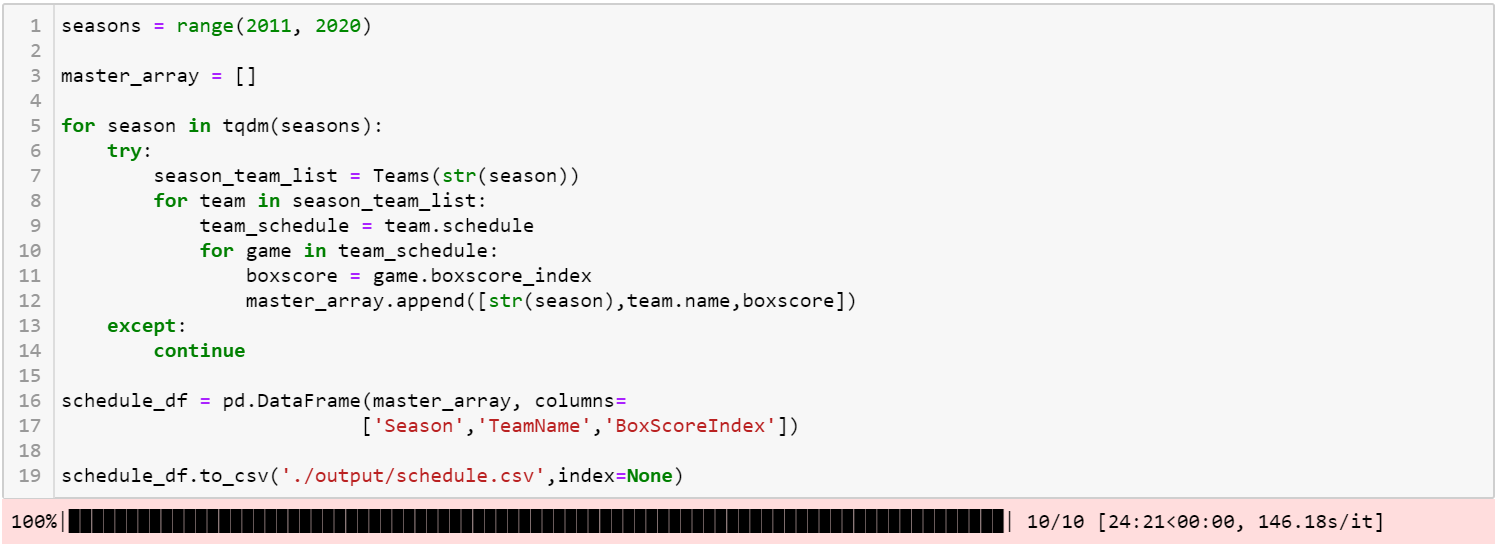 1 seasons = range(2011, 2020)
2
3 master_array = []
4
5 for season in tqdm(seasons):
6     try:
7         season_team_list = Teams(str(season))
8         for team in season_team_list:
9             team_schedule = team.schedule
10             for game in team_schedule:
11                 boxscore = game.boxscore_index
12                 master_array.append([str(season),team.name,boxscore])
13     except:
14         continue
15
16 schedule_df = pd.DataFrame(master_array, columns=
17                           ['Season','TeamName','BoxScoreIndex'])
18
19 schedule_df.to_csv('./output/schedule.csv',index=None)
100%|██████████| 10/10 [24:21<00:00, 146.18s/it]